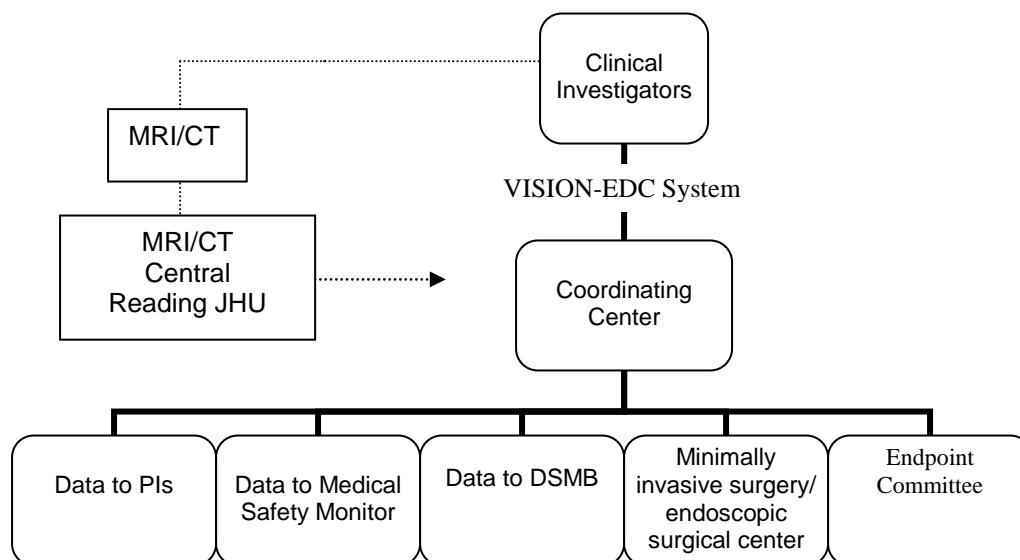 Clinical
Investigators
MRI/CT
VISION-EDC System
MRI/CT
Central
Reading JHU
Coordinating
Center
Data to PIs
Data to Medical
Safety Monitor
Data to DSMB
Minimally
invasive surgery/
endoscopic
surgical center
Endpoint
Committee